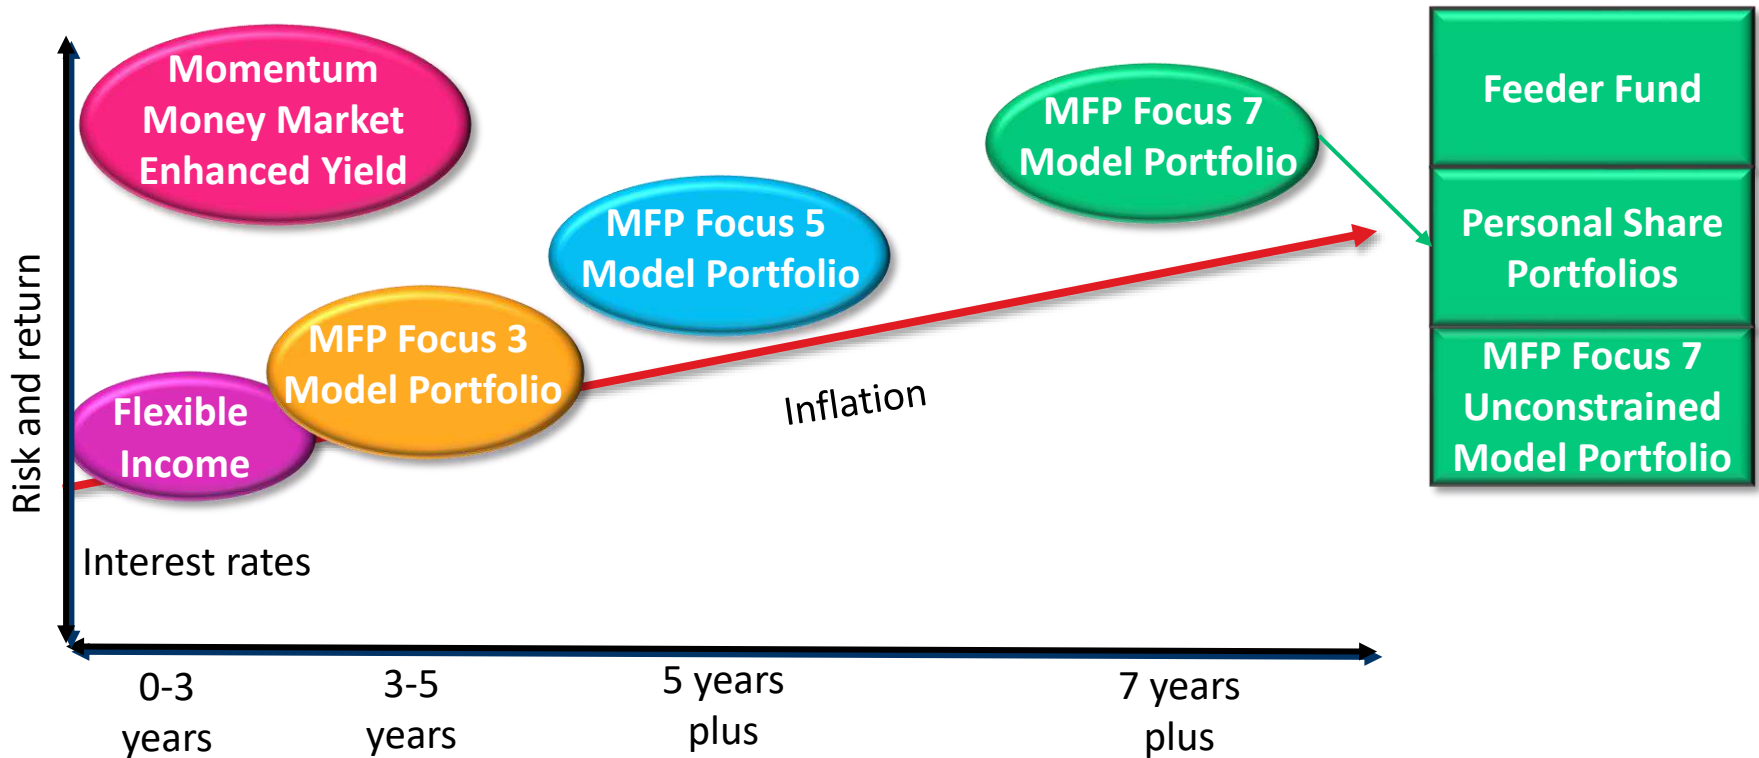 Momentum
Money Market
Enhanced Yield
MFP Focus 7
Model Portfolio
Feeder Fund
MFP Focus 5
Model Portfolio
Personal Share
Portfolios
MFP Focus 3
Model Portfolio
MFP Focus 7
Unconstrained
Model Portfolio
Flexible
Income
Inflation
Risk and return
Interest rates
0-3
years
3-5
years
5 years
plus
7 years
plus